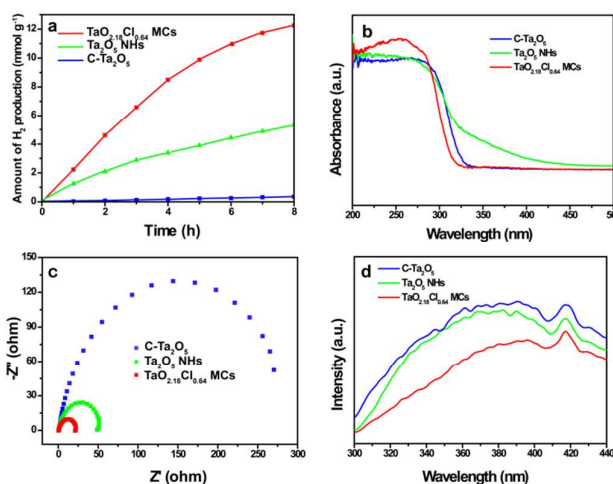 a
TaO2.18Cl0.64 MCs
Ta2O5 NHs
C-Ta2O5
Amount of H2 production (mmol g-1)
12
10
8
6
4
2
0
0 2 4 6 8
Time (h)
b
C-Ta2O5
Ta2O5 NHs
TaO2.18Cl0.64 MCs
Absorbance (a.u.)
200 250 300 350 400 450 500
Wavelength (nm)
c
C-Ta2O5
Ta2O5 NHs
TaO2.18Cl0.64 MCs
-Z'' (ohm)
150
120
90
60
30
0
0 50 100 150 200 250 300
Z' (ohm)
d
C-Ta2O5
Ta2O5 NHs
TaO2.18Cl0.64 MCs
Intensity (a.u.)
300 320 340 360 380 400 420 440
Wavelength (nm)